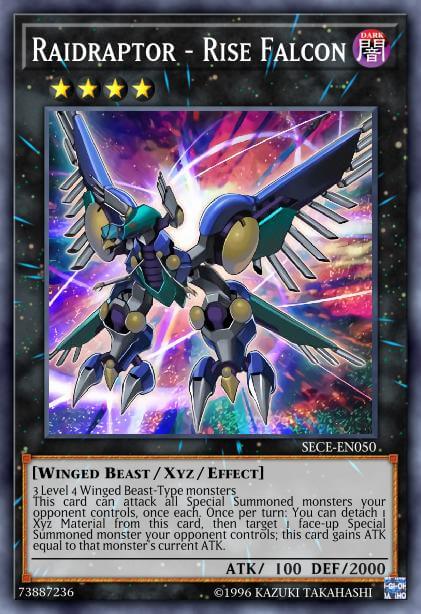 Raidraptor - Rise Falcon
DARK
闇
SECE-EN050
[Winged Beast / Xyz / Effect]
3 Level 4 Winged Beast-Type monsters
This card can attack all Special Summoned monsters your
opponent controls, once each. Once per turn: You can detach 1
Xyz Material from this card, then target 1 face-up Special
Summoned monster your opponent controls; this card gains ATK
equal to that monster's current ATK.
ATK/ 100 DEF/2000
73887236
©1996 KAZUKI TAKAHASHI